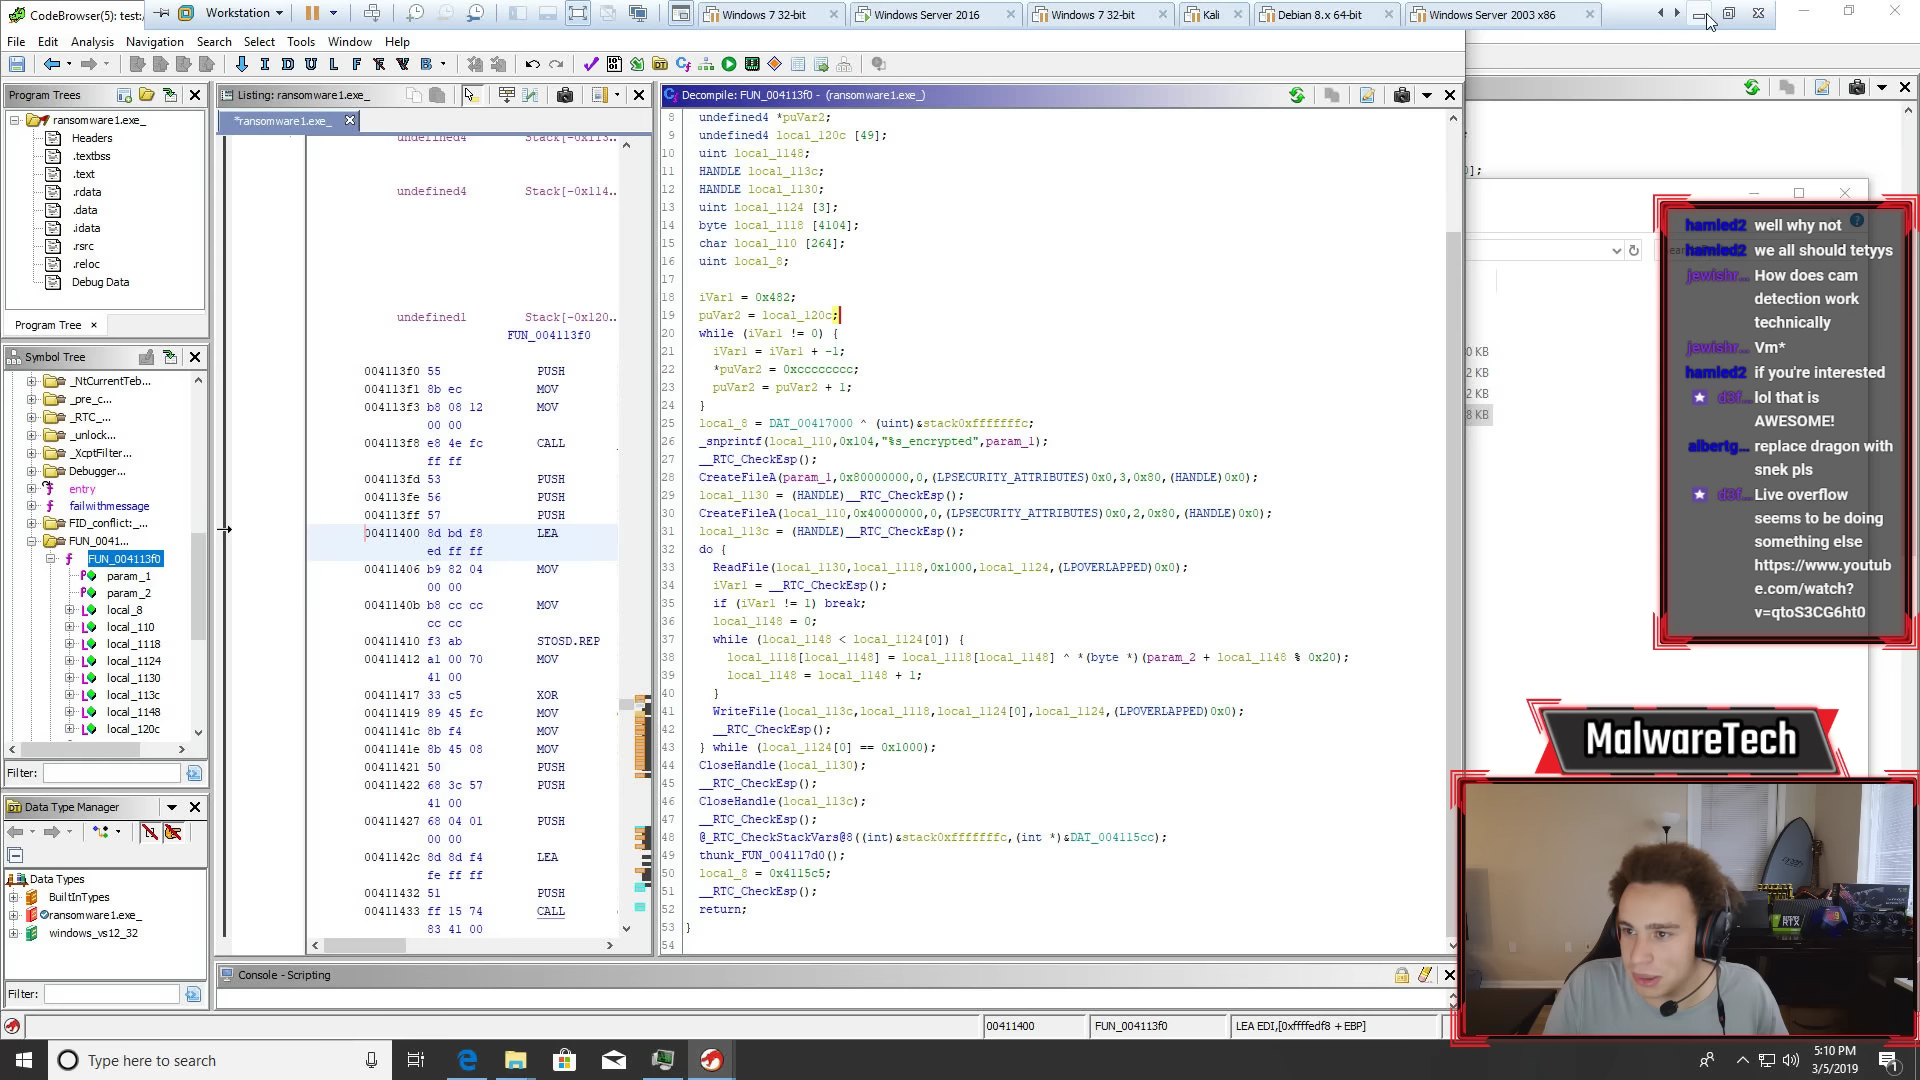 CodeBrowser(5): test:/
Workstation
Windows 7 32-bit
Windows Server 2016
Windows 7 32-bit
Kali
Debian 8.x 64-bit
Windows Server 2003 x86
File Edit Analysis Navigation Search Select Tools Window Help
I D U L F B
Program Trees
ransomware1.exe_
Headers
.textbss
.text
.rdata
.data
.idata
.rsrc
.reloc
Debug Data
Program Tree
Symbol Tree
_NtCurrentTeb...
_pre_c...
_RTC_...
_unlock...
_XcptFilter...
Debugger...
entry
failwithmessage
FID_conflict:_...
FUN_0041...
FUN_004113f0
param_1
param_2
local_8
local_110
local_1118
local_1124
local_1130
local_113c
local_1148
local_120c
Filter:
Data Type Manager
Data Types
BuiltInTypes
ransomware1.exe_
windows_vs12_32
Filter:
Listing: ransomware1.exe_
*ransomware1.exe_
undefined4 Stack[-0x113..
undefined4 Stack[-0x114..
undefined1 Stack[-0x120..
FUN_004113f0
004113f0 55 PUSH
004113f1 8b ec MOV
004113f3 b8 08 12 MOV
00 00
004113f8 e8 4e fc CALL
ff ff
004113fd 53 PUSH
004113fe 56 PUSH
004113ff 57 PUSH
00411400 8d bd f8 LEA
ed ff ff
00411406 b9 82 04 MOV
00 00
0041140b b8 cc cc MOV
cc cc
00411410 f3 ab STOSD.REP
00411412 a1 00 70 MOV
41 00
00411417 33 c5 XOR
00411419 89 45 fc MOV
0041141c 8b f4 MOV
0041141e 8b 45 08 MOV
00411421 50 PUSH
00411422 68 3c 57 PUSH
41 00
00411427 68 04 01 PUSH
00 00
0041142c 8d 8d f4 LEA
fe ff ff
00411432 51 PUSH
00411433 ff 15 74 CALL
83 41 00
Decompile: FUN_004113f0 - (ransomware1.exe_)
8 undefined4 *puVar2;
9 undefined4 local_120c [49];
10 uint local_1148;
11 HANDLE local_113c;
12 HANDLE local_1130;
13 uint local_1124 [3];
14 byte local_1118 [4104];
15 char local_110 [264];
16 uint local_8;
17
18 iVar1 = 0x482;
19 puVar2 = local_120c;
20 while (iVar1 != 0) {
21 iVar1 = iVar1 + -1;
22 *puVar2 = 0xcccccccc;
23 puVar2 = puVar2 + 1;
24 }
25 local_8 = DAT_00417000 ^ (uint)&stack0xfffffffc;
26 _snprintf(local_110,0x104,"%s_encrypted",param_1);
27 __RTC_CheckEsp();
28 CreateFileA(param_1,0x80000000,0,(LPSECURITY_ATTRIBUTES)0x0,3,0x80,(HANDLE)0x0);
29 local_1130 = (HANDLE)__RTC_CheckEsp();
30 CreateFileA(local_110,0x40000000,0,(LPSECURITY_ATTRIBUTES)0x0,2,0x80,(HANDLE)0x0);
31 local_113c = (HANDLE)__RTC_CheckEsp();
32 do {
33 ReadFile(local_1130,local_1118,0x1000,local_1124,(LPOVERLAPPED)0x0);
34 iVar1 = __RTC_CheckEsp();
35 if (iVar1 != 1) break;
36 local_1148 = 0;
37 while (local_1148 < local_1124[0]) {
38 local_1118[local_1148] = local_1118[local_1148] ^ *(byte *)(param_2 + local_1148 % 0x20);
39 local_1148 = local_1148 + 1;
40 }
41 WriteFile(local_113c,local_1118,local_1124[0],local_1124,(LPOVERLAPPED)0x0);
42 __RTC_CheckEsp();
43 } while (local_1124[0] == 0x1000);
44 CloseHandle(local_1130);
45 __RTC_CheckEsp();
46 CloseHandle(local_113c);
47 __RTC_CheckEsp();
48 @_RTC_CheckStackVars@8((int)&stack0xfffffffc,(int *)&DAT_004115cc);
49 thunk_FUN_004117d0();
50 local_8 = 0x4115c5;
51 __RTC_CheckEsp();
52 return;
53 }
54
Console - Scripting
00411400
FUN_004113f0
LEA EDI,[0xffffedf8 + EBP]
0 KB
2 KB
2 KB
8 KB
hamled2 well why not
hamled2 we all should tetyys
jewishr... How does cam
detection work
technically
jewishr... Vm*
hamled2 if you're interested
d3f... lol that is
AWESOME!
albertg... replace dragon with
snek pls
d3f... Live overflow
seems to be doing
something else
https://www.youtub
e.com/watch?
v=qtoS3CG6ht0
MalwareTech
RTX
Type here to search
5:10 PM
3/5/2019
1